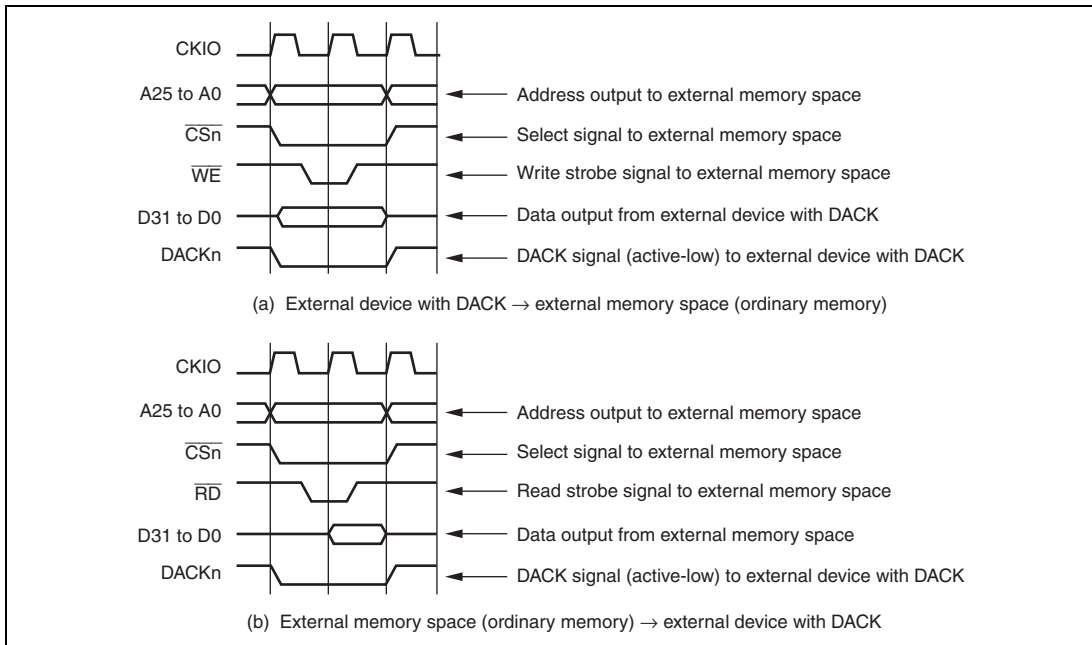 CKIO
A25 to A0 Address output to external memory space
CSn Select signal to external memory space
WE Write strobe signal to external memory space
D31 to D0 Data output from external device with DACK
DACKn DACK signal (active-low) to external device with DACK
(a) External device with DACK → external memory space (ordinary memory)
CKIO
A25 to A0 Address output to external memory space
CSn Select signal to external memory space
RD Read strobe signal to external memory space
D31 to D0 Data output from external memory space
DACKn DACK signal (active-low) to external device with DACK
(b) External memory space (ordinary memory) → external device with DACK